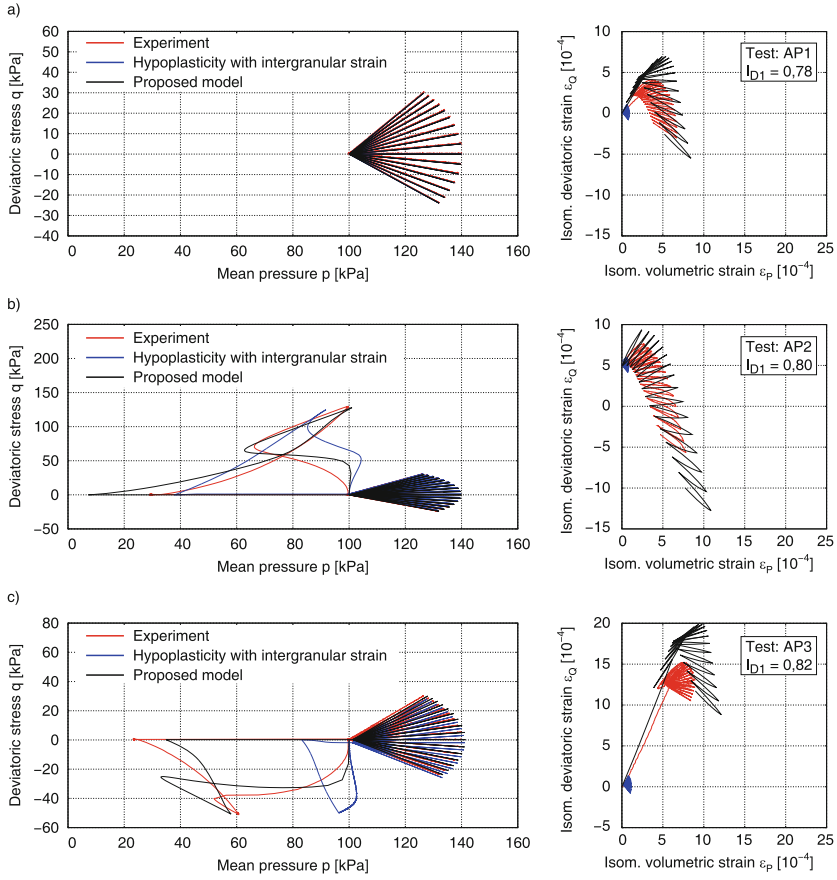 a)
Deviatoric stress q [kPa]
60
50
40
30
20
10
0
−10
−20
−30
−40
Experiment
Hypoplasticity with intergranular strain
Proposed model
0 20 40 60 80 100 120 140 160
Mean pressure p [kPa]
Isom. deviatoric strain εQ [10⁻⁴]
10
5
0
−5
−10
−15
Test: AP1
ID1 = 0,78
0 5 10 15 20 25
Isom. volumetric strain εP [10⁻⁴]
b)
Deviatoric stress q [kPa]
250
200
150
100
50
0
−50
Experiment
Hypoplasticity with intergranular strain
Proposed model
0 20 40 60 80 100 120 140 160
Mean pressure p [kPa]
Isom. deviatoric strain εQ [10⁻⁴]
10
5
0
−5
−10
−15
Test: AP2
ID1 = 0,80
0 5 10 15 20 25
Isom. volumetric strain εP [10⁻⁴]
c)
Deviatoric stress q [kPa]
80
60
40
20
0
−20
−40
−60
Experiment
Hypoplasticity with intergranular strain
Proposed model
0 20 40 60 80 100 120 140 160
Mean pressure p [kPa]
Isom. deviatoric strain εQ [10⁻⁴]
20
15
10
5
0
−5
Test: AP3
ID1 = 0,82
0 5 10 15 20 25
Isom. volumetric strain εP [10⁻⁴]